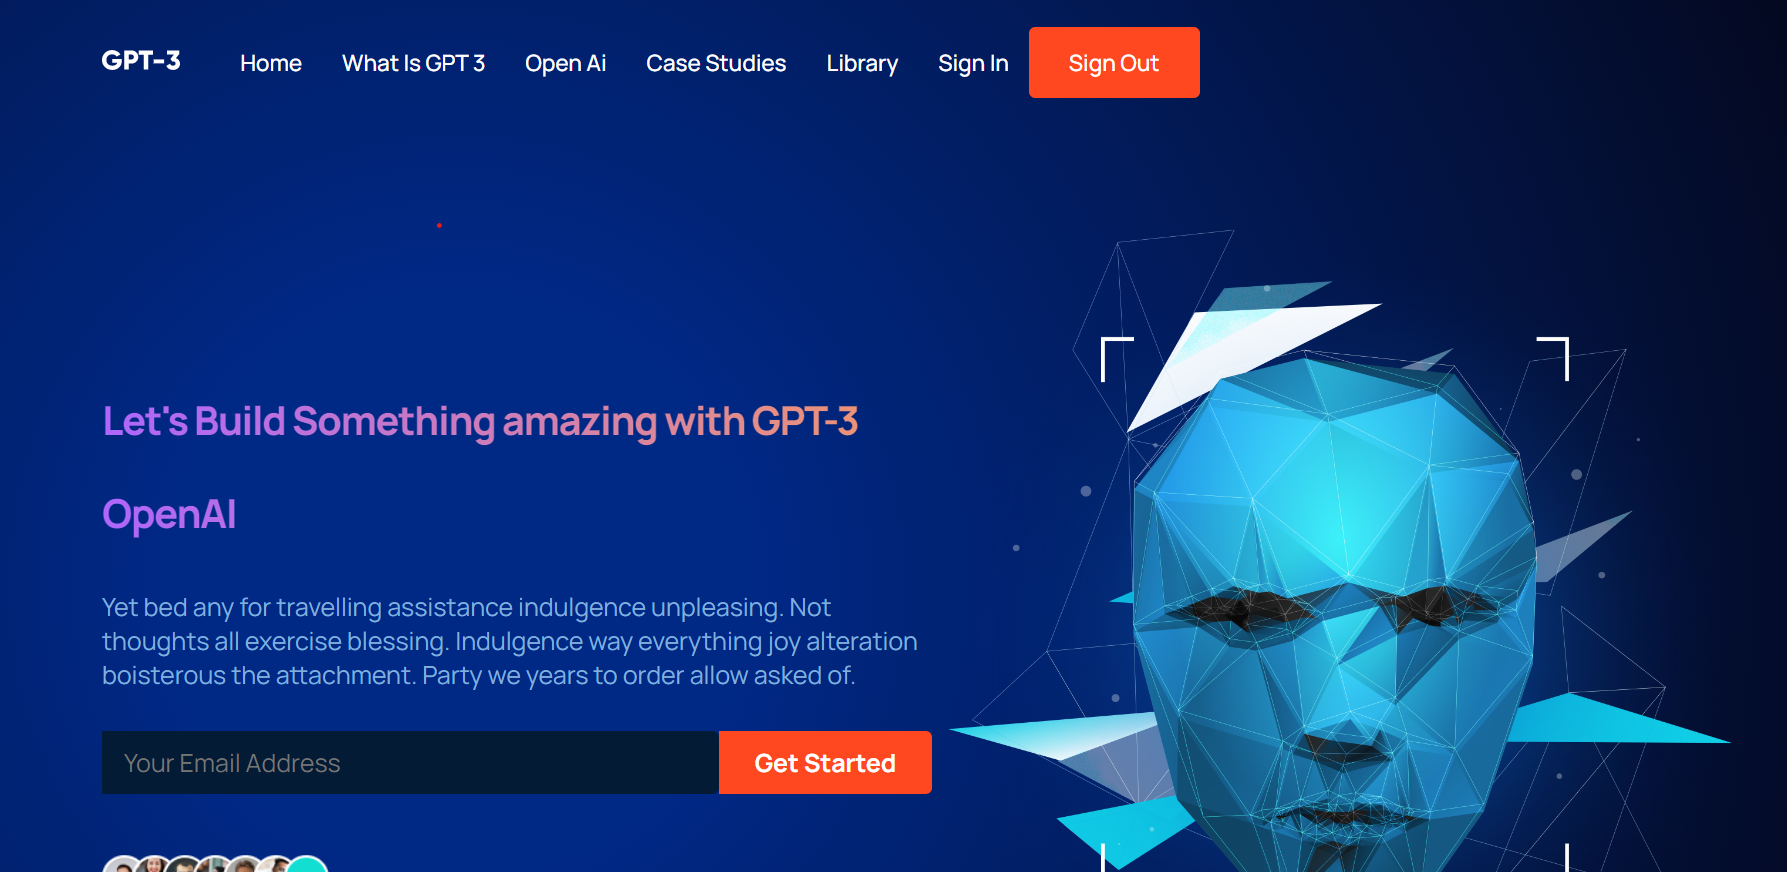 GPT-3 Home What Is GPT 3 Open Ai Case Studies Library Sign In Sign Out
Let's Build Something amazing with GPT-3
OpenAI
Yet bed any for travelling assistance indulgence unpleasing. Not
thoughts all exercise blessing. Indulgence way everything joy alteration
boisterous the attachment. Party we years to order allow asked of.
Your Email Address Get Started